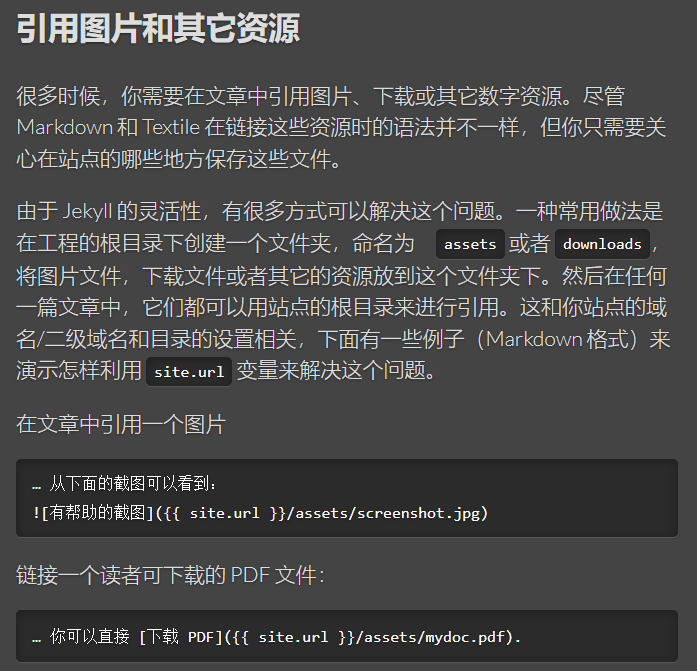 引用图片和其它资源
很多时候，你需要在文章中引用图片、下载或其它数字资源。尽管
Markdown 和 Textile 在链接这些资源时的语法并不一样，但你只需要关
心在站点的哪些地方保存这些文件。
由于 Jekyll 的灵活性，有很多方式可以解决这个问题。一种常用做法是
在工程的根目录下创建一个文件夹，命名为 assets 或者 downloads ，
将图片文件，下载文件或者其它的资源放到这个文件夹下。然后在任何
一篇文章中，它们都可以用站点的根目录来进行引用。这和你站点的域
名/二级域名和目录的设置相关，下面有一些例子（Markdown 格式）来
演示怎样利用 site.url 变量来解决这个问题。
在文章中引用一个图片
… 从下面的截图可以看到：
![有帮助的截图]({{ site.url }}/assets/screenshot.jpg)
链接一个读者可下载的 PDF 文件：
… 你可以直接 [下载 PDF]({{ site.url }}/assets/mydoc.pdf).